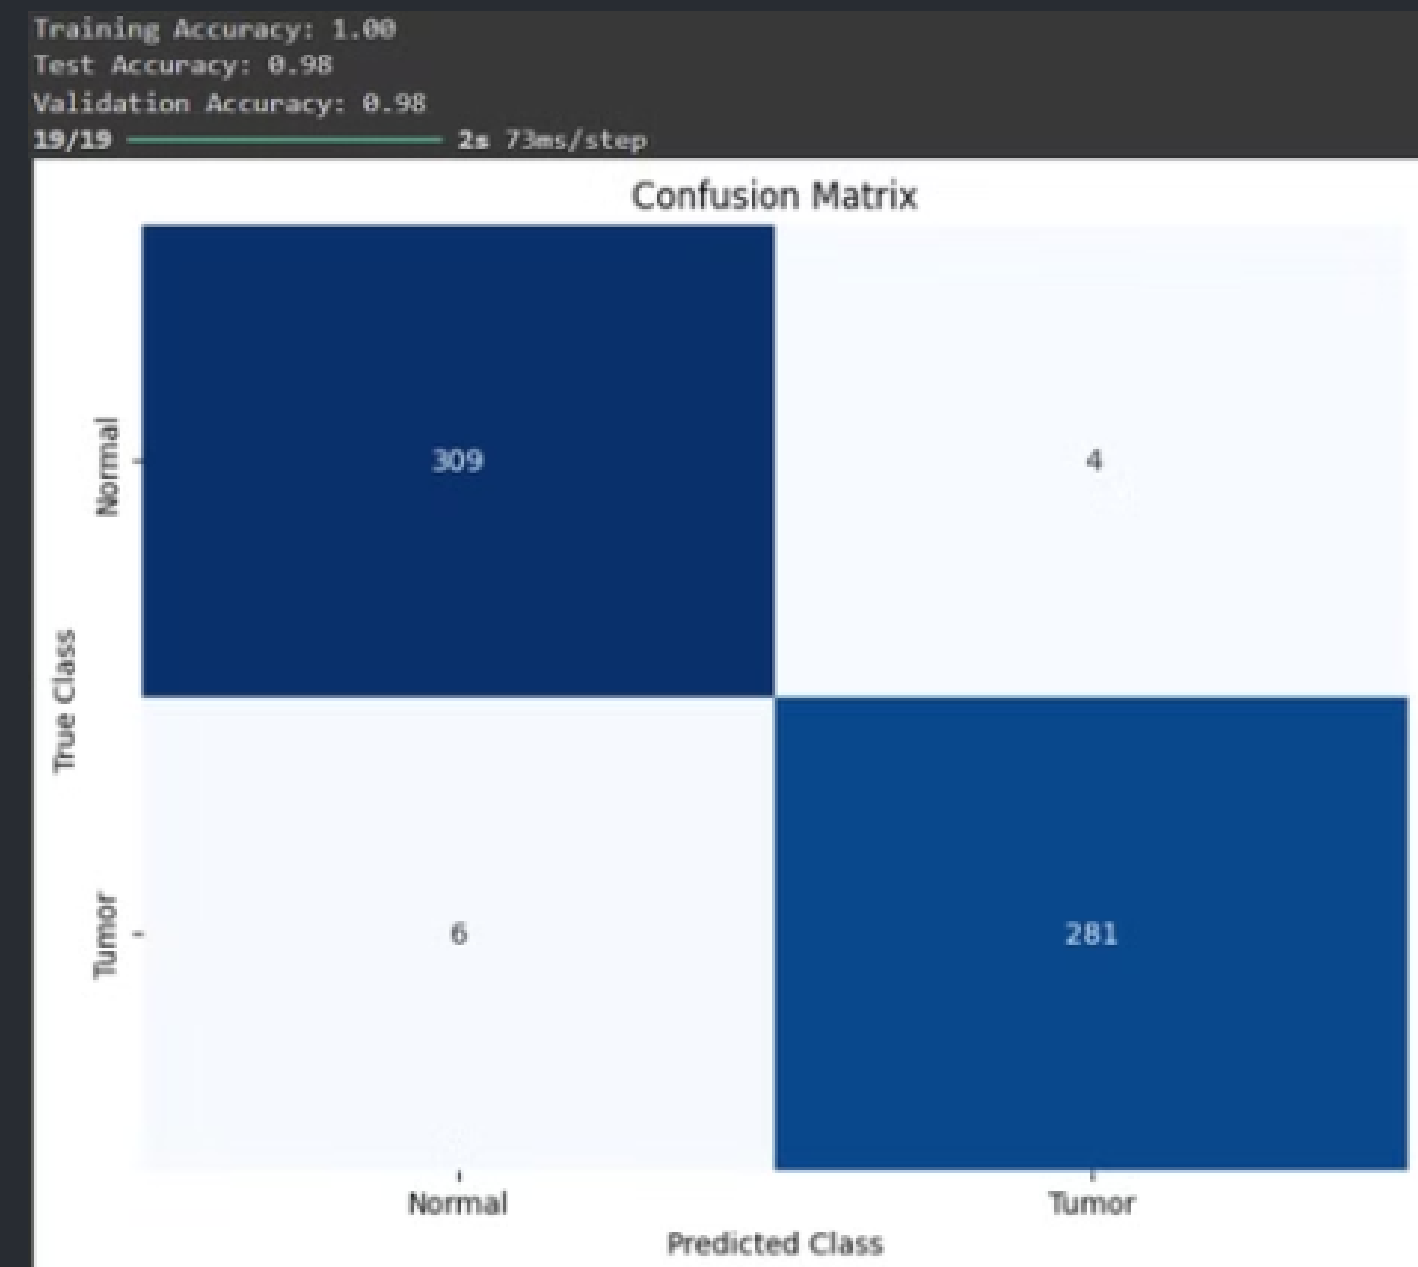 Training Accuracy: 1.00
Test Accuracy: 0.98
Validation Accuracy: 0.98
19/19 2s 73ms/step
Confusion Matrix
Normal
309
4
True Class
Tumor
6
281
Normal Tumor
Predicted Class